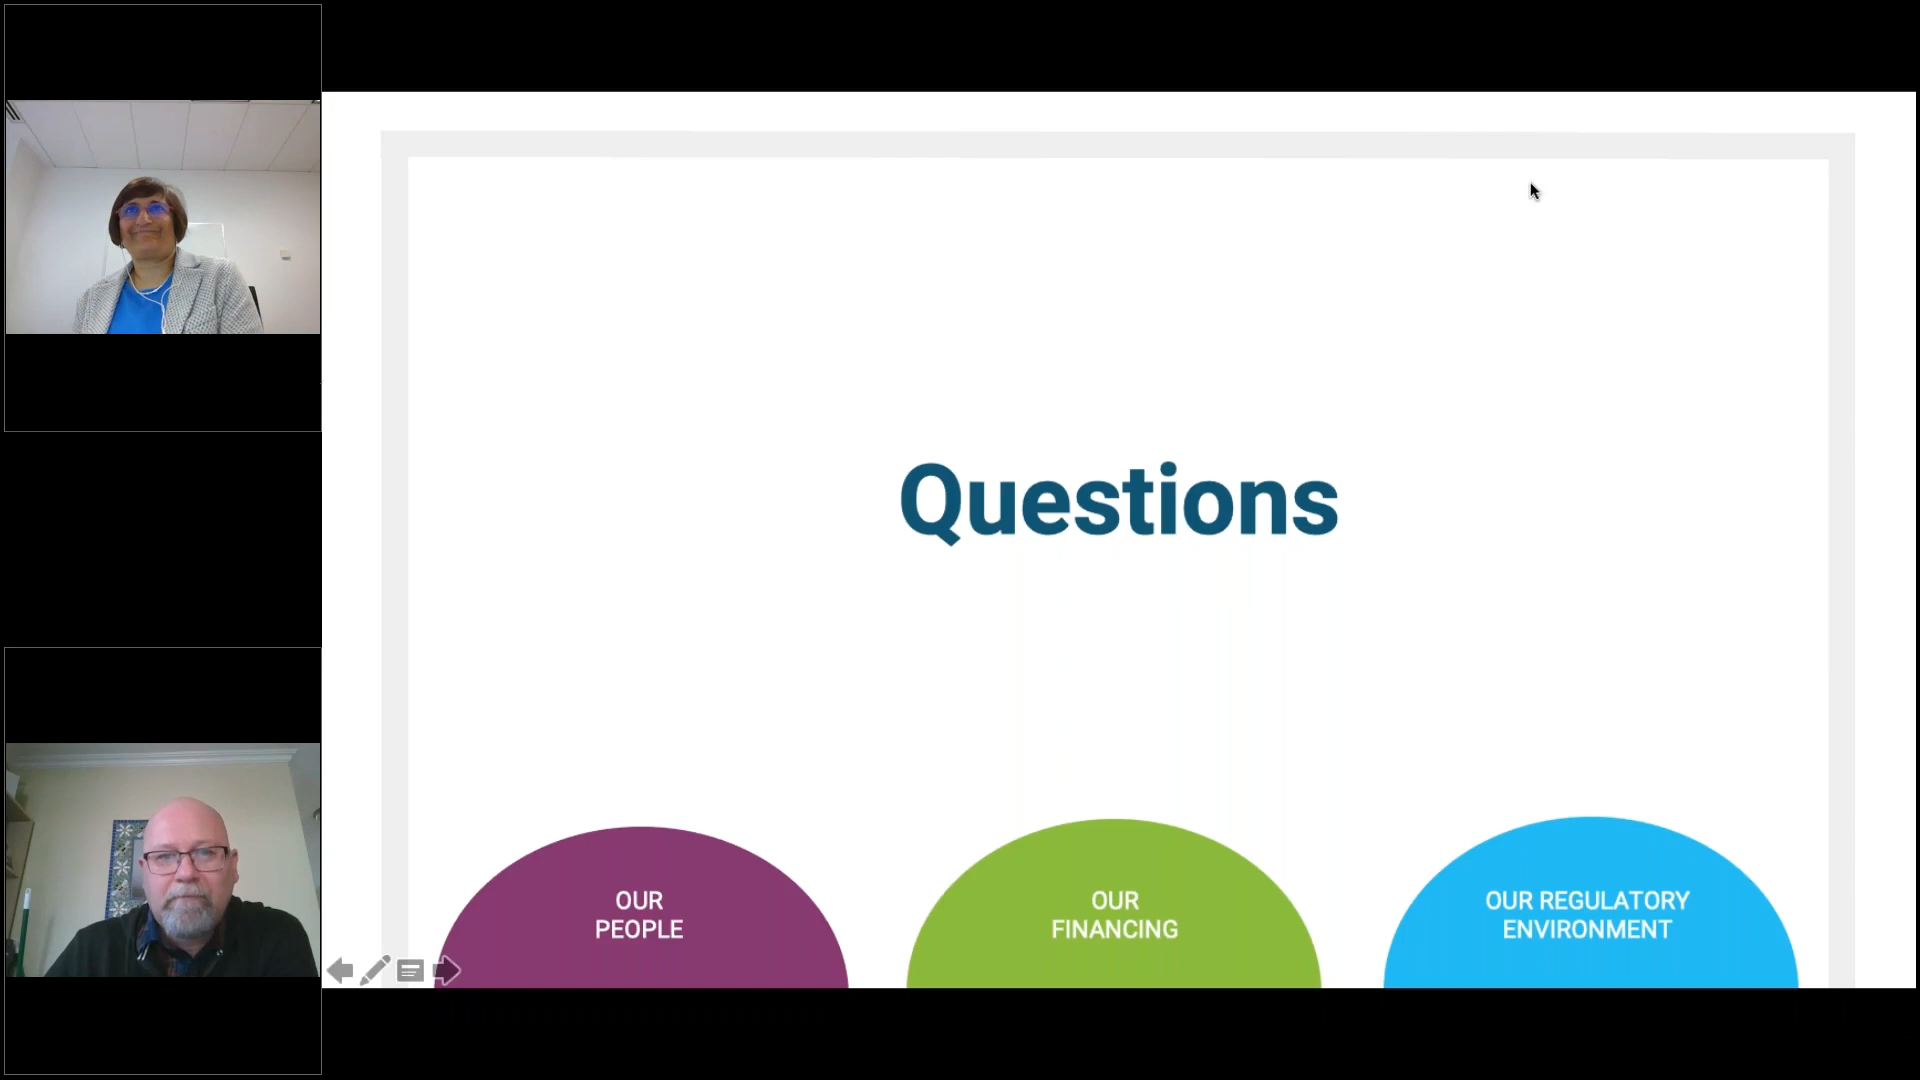 Questions
OUR
PEOPLE
OUR
FINANCING
OUR REGULATORY
ENVIRONMENT